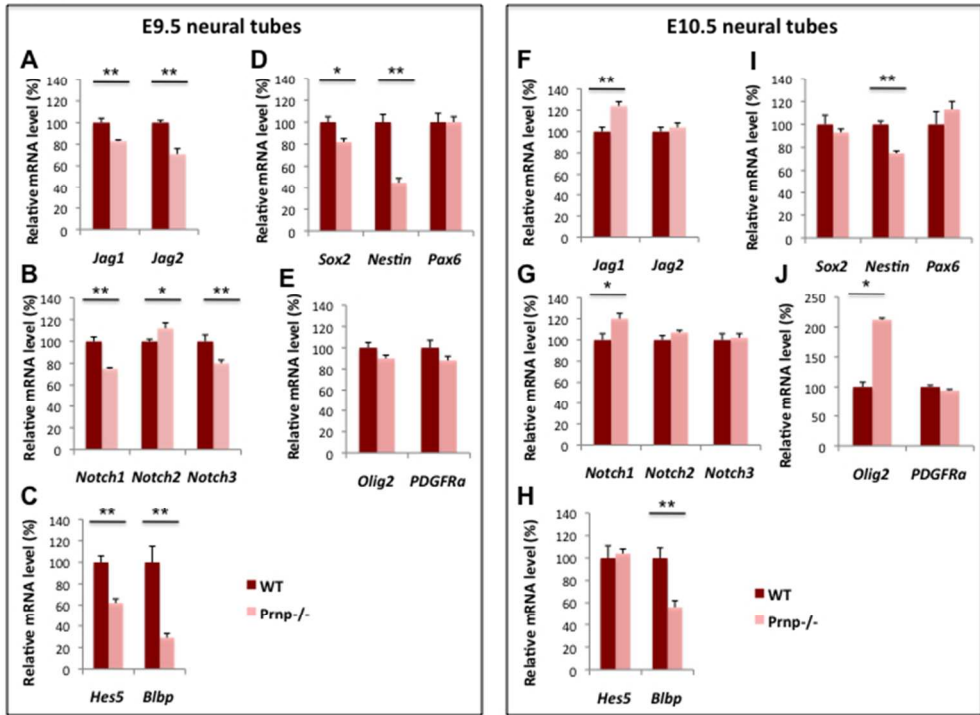 E9.5 neural tubes
A
Relative mRNA level (%)
140
120
100
80
60
40
20
0
** **
Jag1 Jag2
D
Relative mRNA level (%)
140
120
100
80
60
40
20
0
* **
Sox2 Nestin Pax6
B
Relative mRNA level (%)
140
120
100
80
60
40
20
0
** * **
Notch1 Notch2 Notch3
E
Relative mRNA level (%)
140
120
100
80
60
40
20
0
Olig2 PDGFRa
C
Relative mRNA level (%)
140
120
100
80
60
40
20
0
** **
Hes5 Blbp
WT
Prnp-/-
E10.5 neural tubes
F
Relative mRNA level (%)
140
120
100
80
60
40
20
0
**
Jag1 Jag2
I
Relative mRNA level (%)
140
120
100
80
60
40
20
0
**
Sox2 Nestin Pax6
G
Relative mRNA level (%)
140
120
100
80
60
40
20
0
*
Notch1 Notch2 Notch3
J
Relative mRNA level (%)
250
200
150
100
50
0
*
Olig2 PDGFRa
H
Relative mRNA level (%)
140
120
100
80
60
40
20
0
**
Hes5 Blbp
WT
Prnp-/-